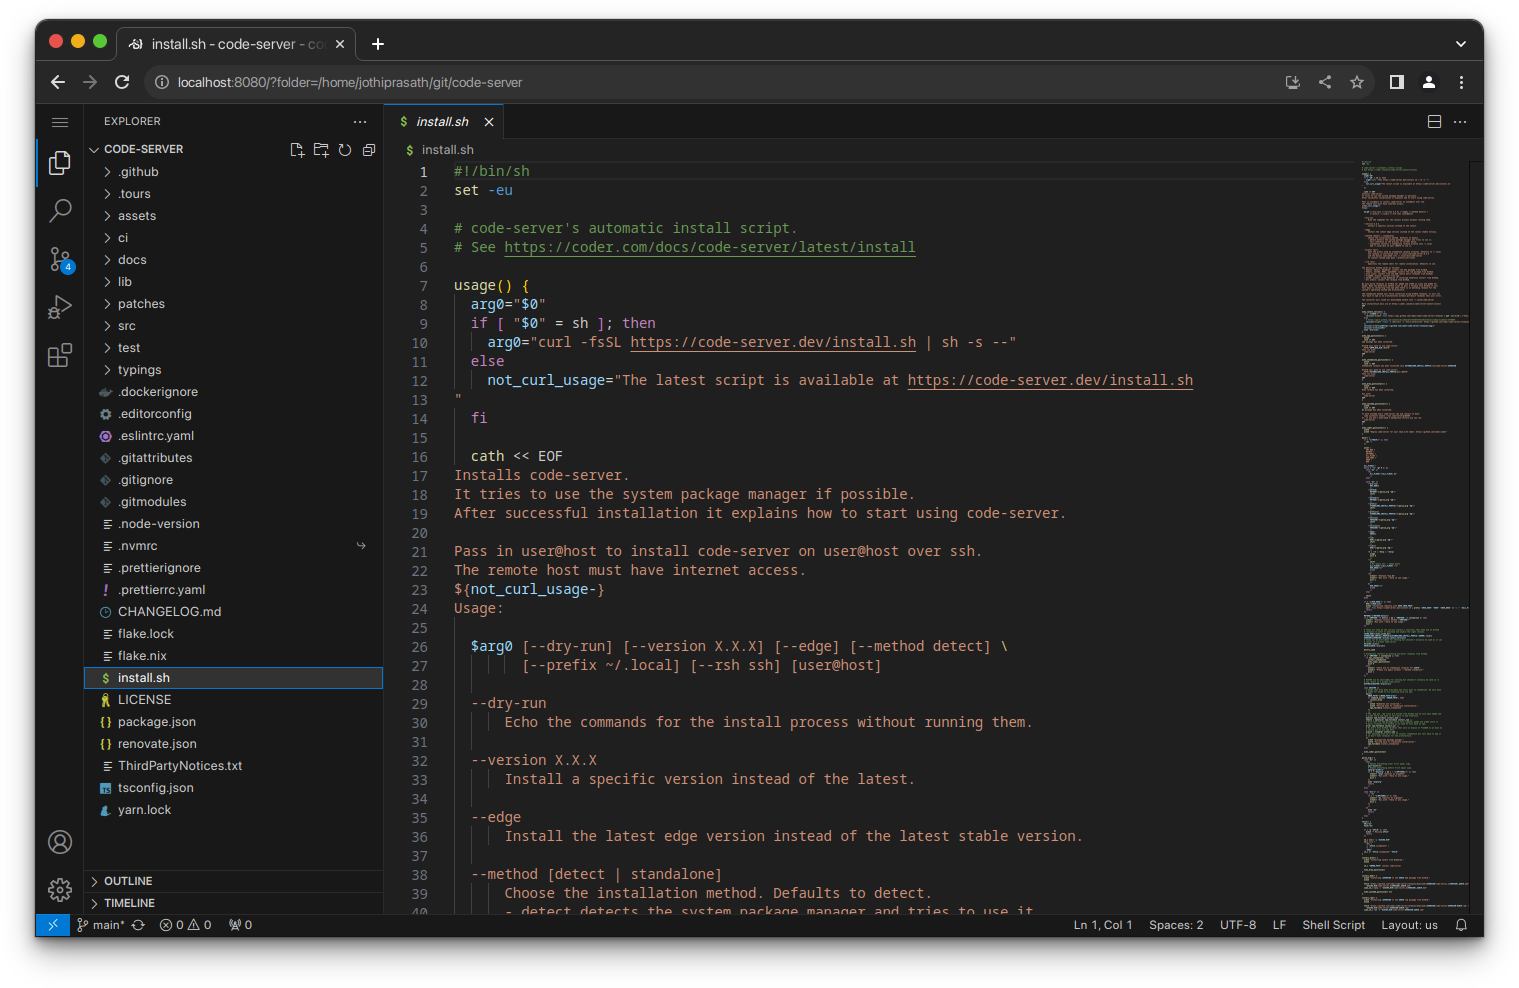 install.sh - code-server - co
localhost:8080/?folder=/home/jothiprasath/git/code-server
EXPLORER
CODE-SERVER
.github
.tours
assets
ci
docs
lib
patches
src
test
typings
.dockerignore
.editorconfig
.eslintrc.yaml
.gitattributes
.gitignore
.gitmodules
.node-version
.nvmrc
.prettierignore
! .prettierrc.yaml
CHANGELOG.md
flake.lock
flake.nix
$ install.sh
LICENSE
{} package.json
{} renovate.json
ThirdPartyNotices.txt
TS tsconfig.json
yarn.lock
OUTLINE
TIMELINE
4
$ install.sh
$ install.sh
1 #!/bin/sh
2 set -eu
3
4 # code-server's automatic install script.
5 # See https://coder.com/docs/code-server/latest/install
6
7 usage() {
8 arg0="$0"
9 if [ "$0" = sh ]; then
10 arg0="curl -fsSL https://code-server.dev/install.sh | sh -s --"
11 else
12 not_curl_usage="The latest script is available at https://code-server.dev/install.sh
13 "
14 fi
15
16 cath << EOF
17 Installs code-server.
18 It tries to use the system package manager if possible.
19 After successful installation it explains how to start using code-server.
20
21 Pass in user@host to install code-server on user@host over ssh.
22 The remote host must have internet access.
23 ${not_curl_usage-}
24 Usage:
25
26 $arg0 [--dry-run] [--version X.X.X] [--edge] [--method detect] \
27 [--prefix ~/.local] [--rsh ssh] [user@host]
28
29 --dry-run
30 Echo the commands for the install process without running them.
31
32 --version X.X.X
33 Install a specific version instead of the latest.
34
35 --edge
36 Install the latest edge version instead of the latest stable version.
37
38 --method [detect | standalone]
39 Choose the installation method. Defaults to detect.
40 - detect detects the system package manager and tries to use it
main* 0 0 0
Ln 1, Col 1 Spaces: 2 UTF-8 LF Shell Script Layout: us